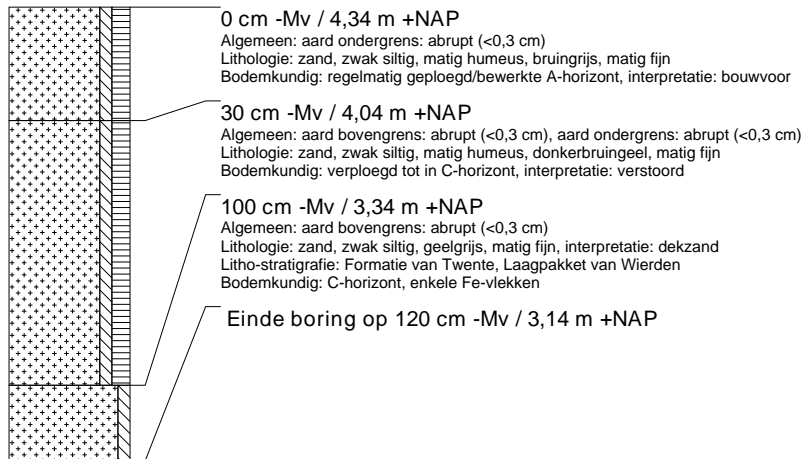 0 cm -Mv / 4,34 m +NAP
Algemeen: aard ondergrens: abrupt (<0,3 cm)
Lithologie: zand, zwak siltig, matig humeus, bruingrijs, matig fijn
Bodemkundig: regelmatig geploegd/bewerkte A-horizont, interpretatie: bouwvoor
30 cm -Mv / 4,04 m +NAP
Algemeen: aard bovengrens: abrupt (<0,3 cm), aard ondergrens: abrupt (<0,3 cm)
Lithologie: zand, zwak siltig, matig humeus, donkerbruingeel, matig fijn
Bodemkundig: verploegd tot in C-horizont, interpretatie: verstoord
100 cm -Mv / 3,34 m +NAP
Algemeen: aard bovengrens: abrupt (<0,3 cm)
Lithologie: zand, zwak siltig, geelgrijs, matig fijn, interpretatie: dekzand
Litho-stratigrafie: Formatie van Twente, Laagpakket van Wierden
Bodemkundig: C-horizont, enkele Fe-vlekken
Einde boring op 120 cm -Mv / 3,14 m +NAP